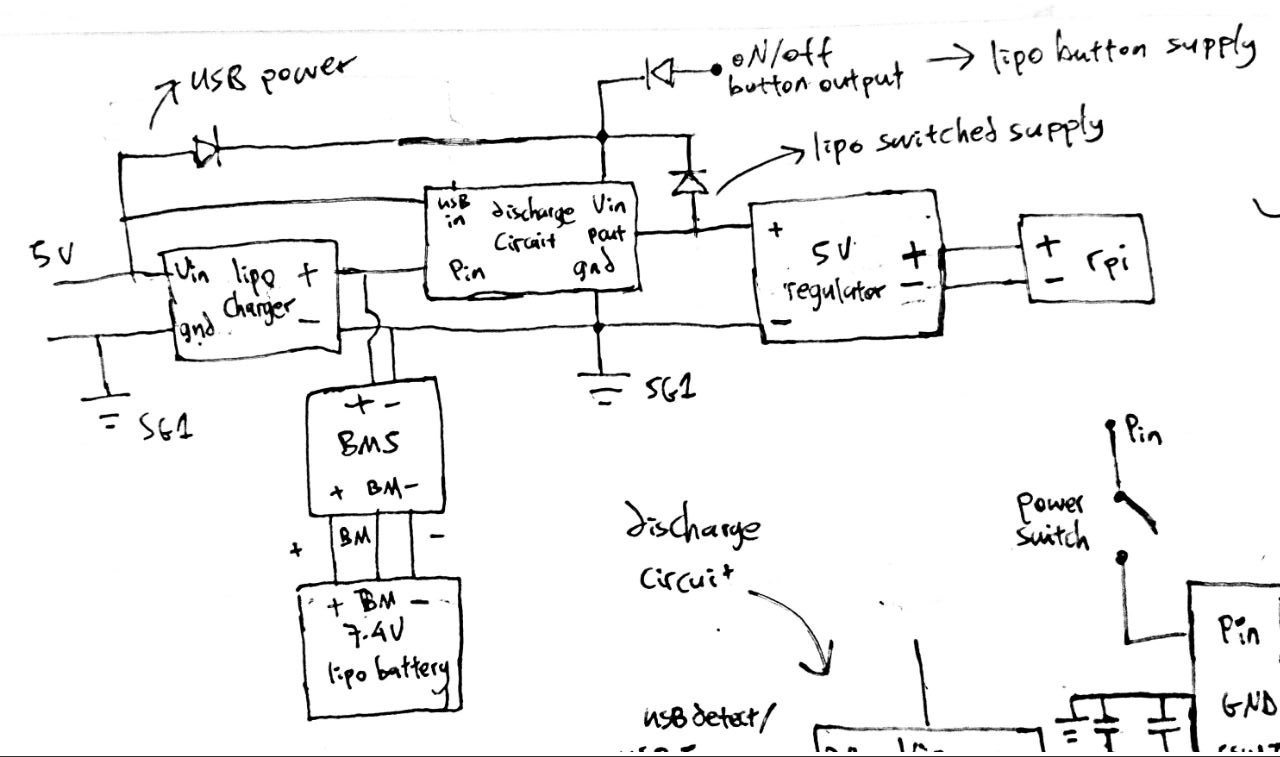 USB power
ON/off
button output
lipo button supply
lipo switched supply
5V
Vin lipo +
charger
gnd −
usB
in
discharge
Circuit
Vin
Pout
Pin
gnd
+
5V
regulator
+
−
−
+
−
rpi
SG1
SG1
+ −
BMS
+ BM −
+
BM
−
+ BM −
7.4V
lipo battery
discharge
circuit
Pin
power
switch
Pin
GND
USB detect/